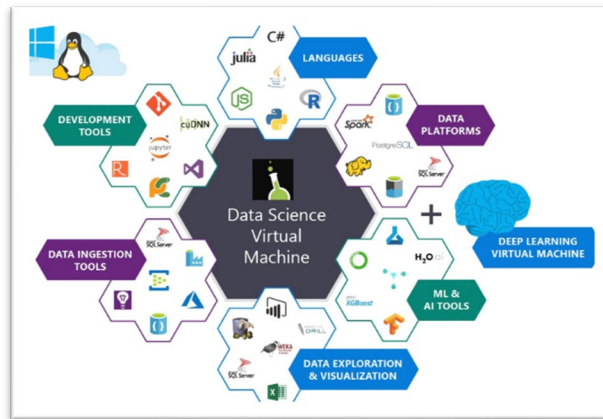 C#
julia
LANGUAGES
JS
R
DEVELOPMENT
TOOLS
cuDNN
jupyter
R
DATA
PLATFORMS
Spark
PostgreSQL
SQL Server
Data Science
Virtual
Machine
+
DEEP LEARNING
VIRTUAL MACHINE
DATA INGESTION
TOOLS
SQL Server
H2O.ai
XGBoost
ML &
AI TOOLS
DRILL
WEKA
SQL Server
DATA EXPLORATION
& VISUALIZATION